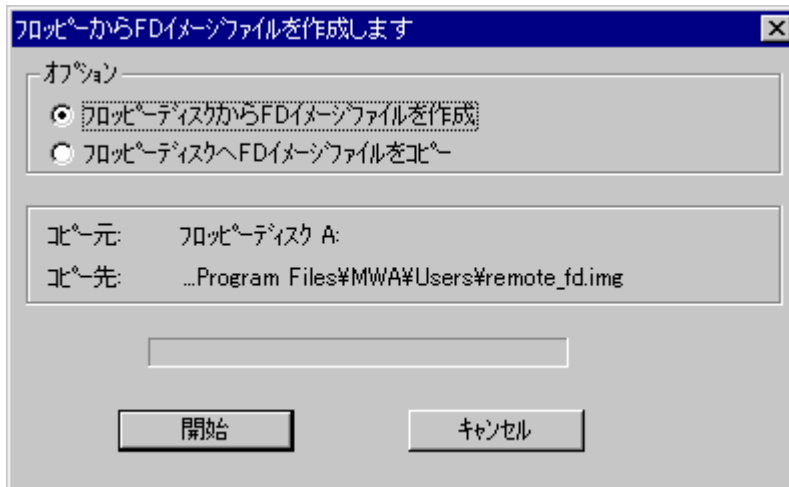 フロッピーからFDイメージファイルを作成します
オプション
フロッピーディスクからFDイメージファイルを作成
フロッピーディスクへFDイメージファイルをコピー
コピー元: フロッピーディスク A:
コピー先: ...Program Files¥MWA¥Users¥remote_fd.img
開始 キャンセル